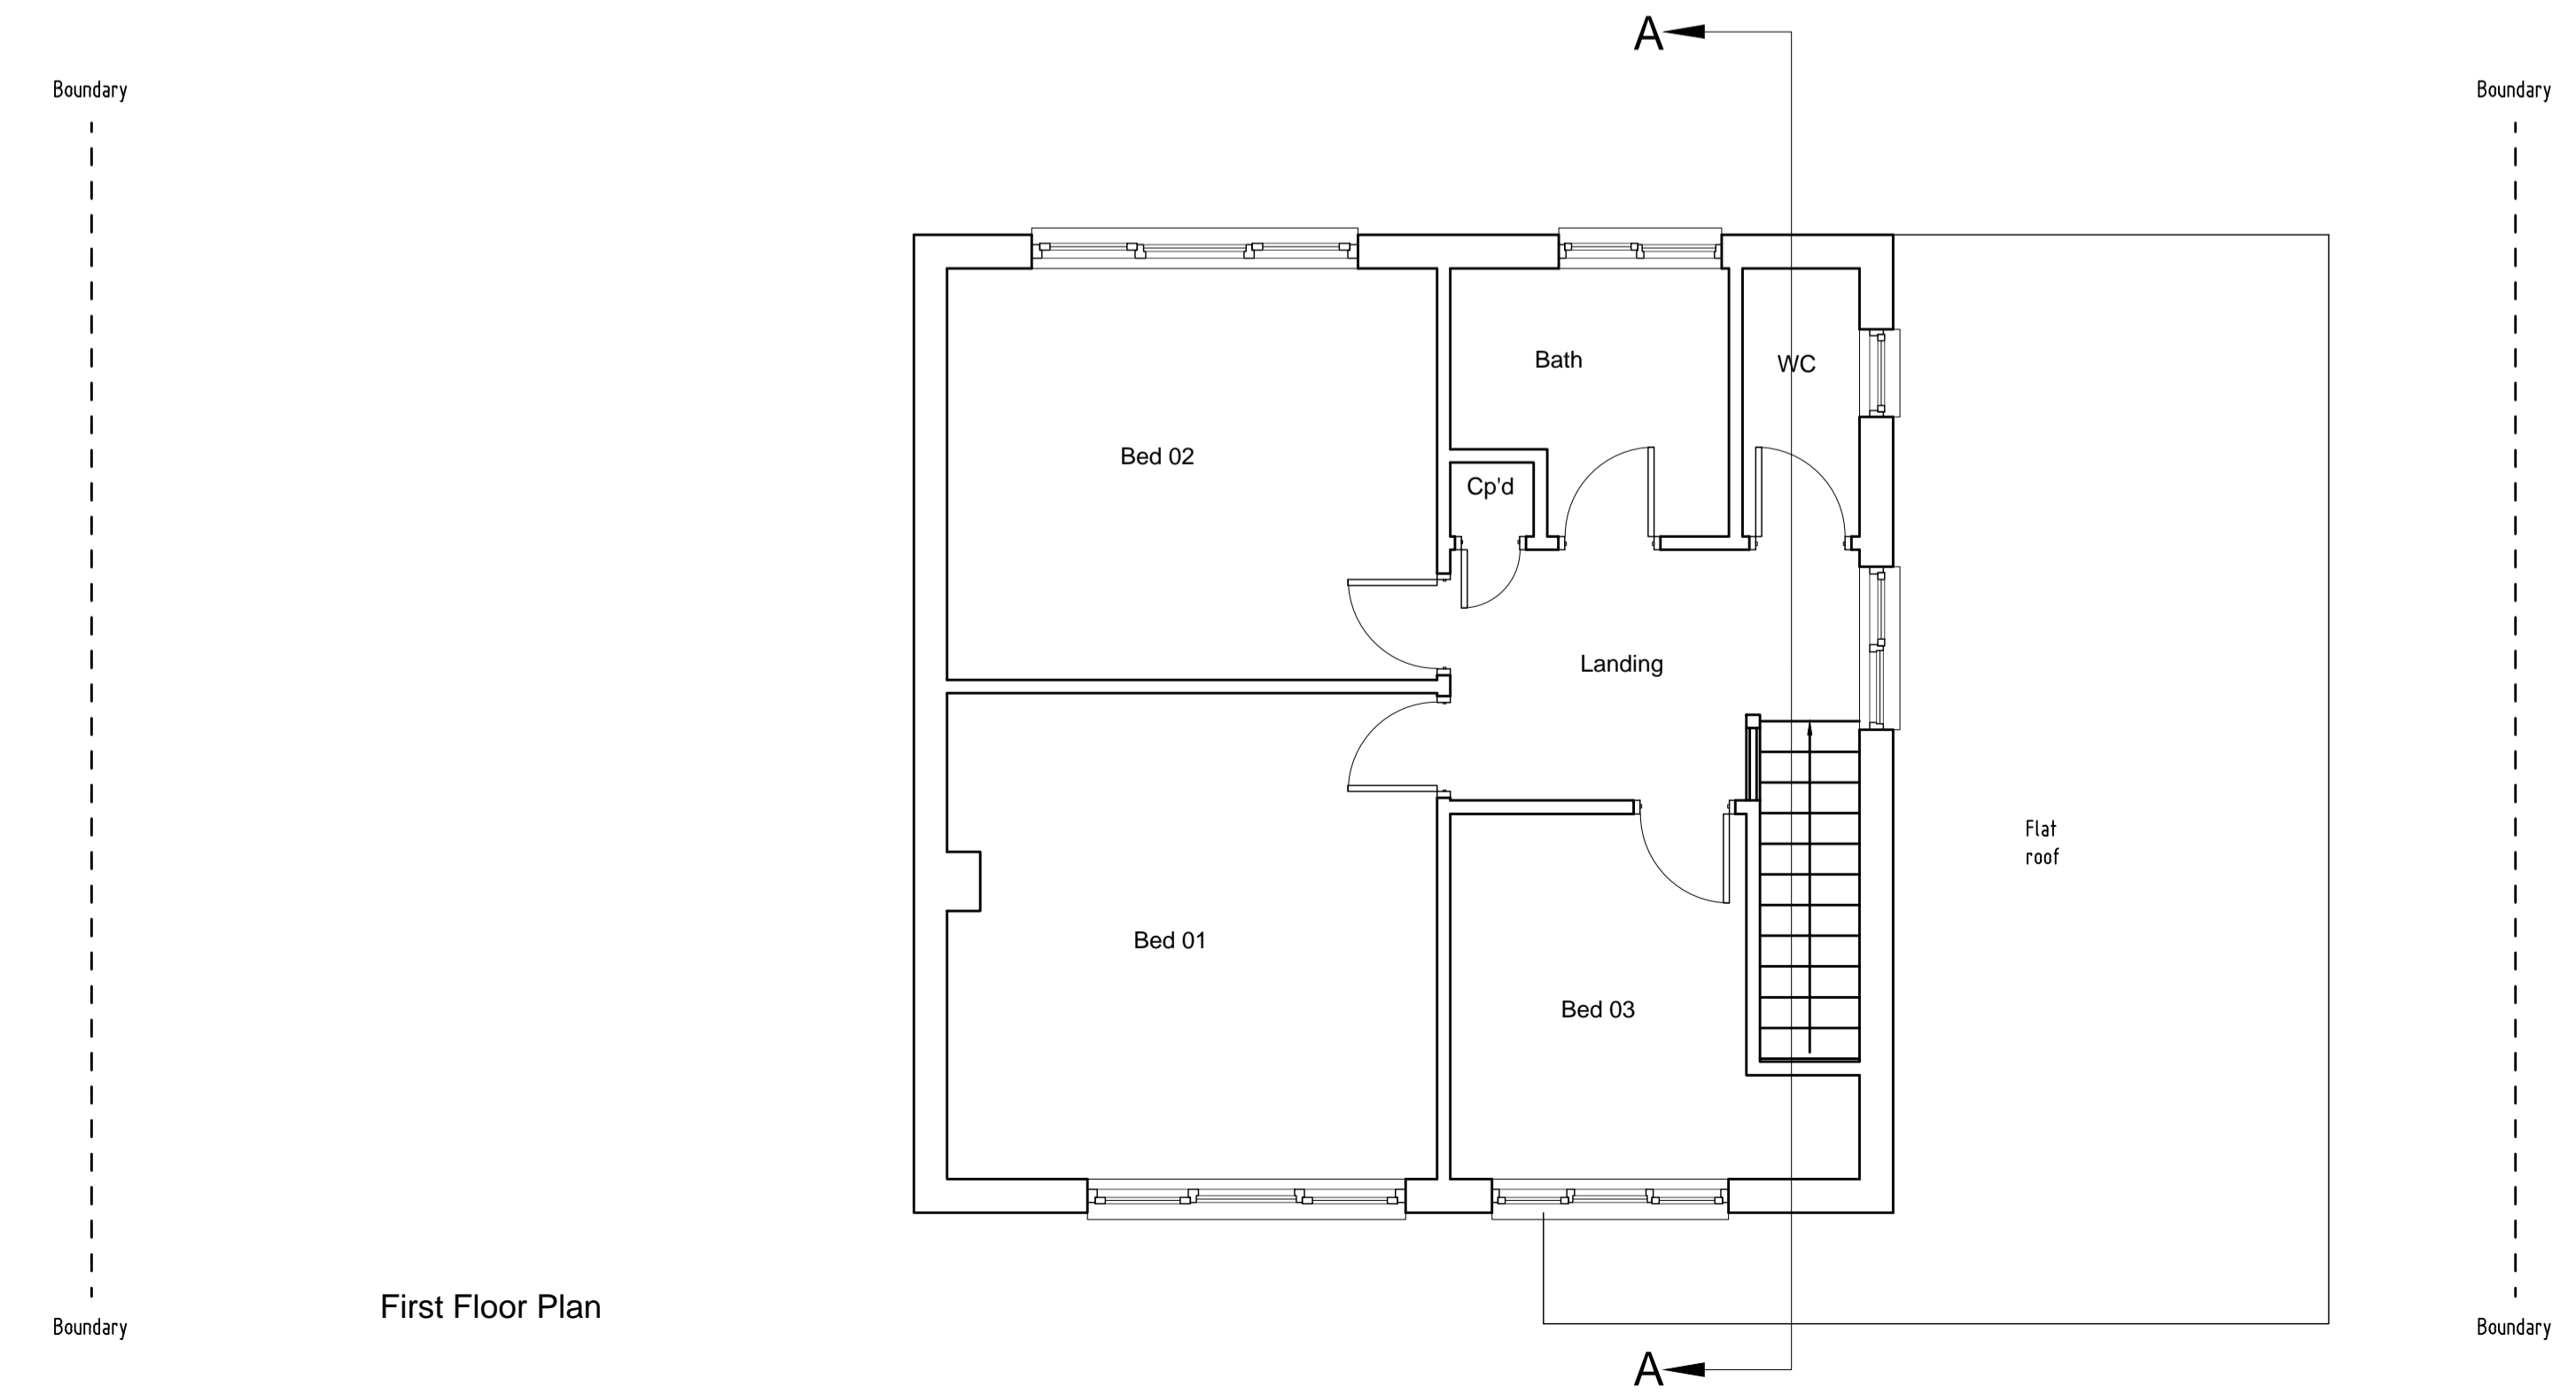 A
Boundary
Boundary
Bath
WC
Bed 02
Cp'd
Landing
Flat
roof
Bed 01
Bed 03
First Floor Plan
Boundary
Boundary
A